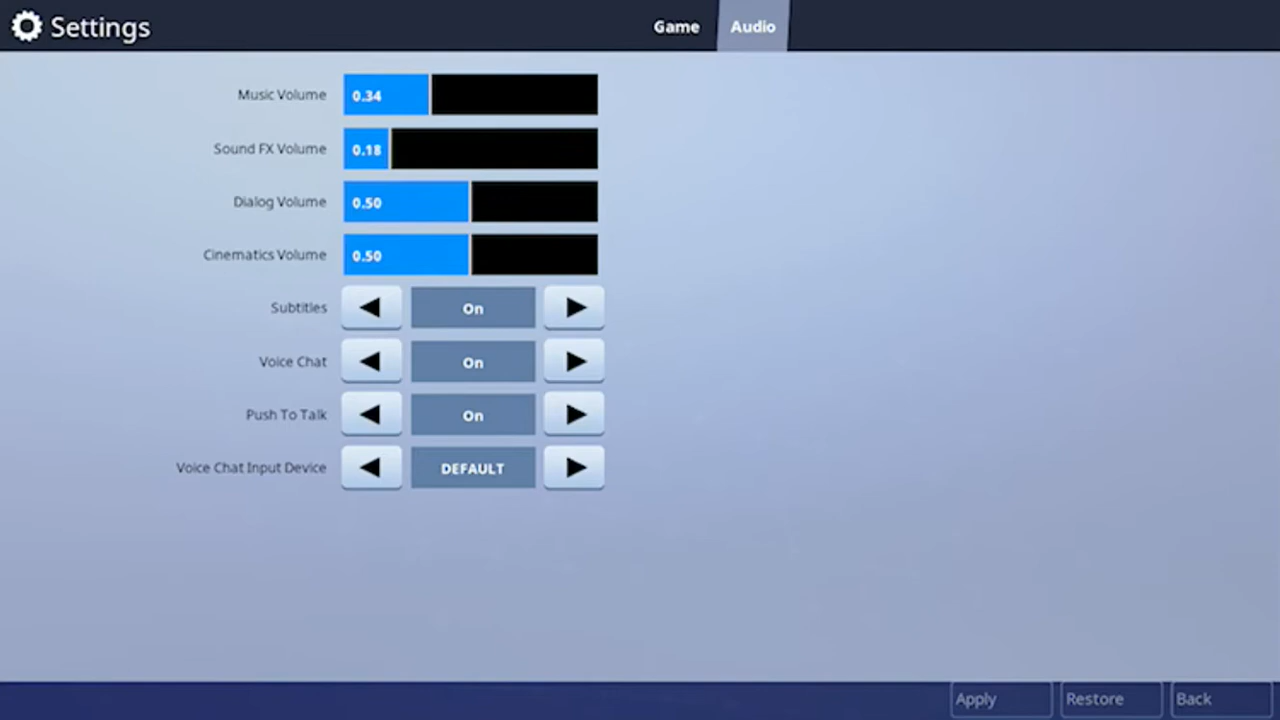 Settings
Game
Audio
Music Volume 0.34
Sound FX Volume 0.18
Dialog Volume 0.50
Cinematics Volume 0.50
Subtitles On
Voice Chat On
Push To Talk On
Voice Chat Input Device DEFAULT
Apply
Restore
Back